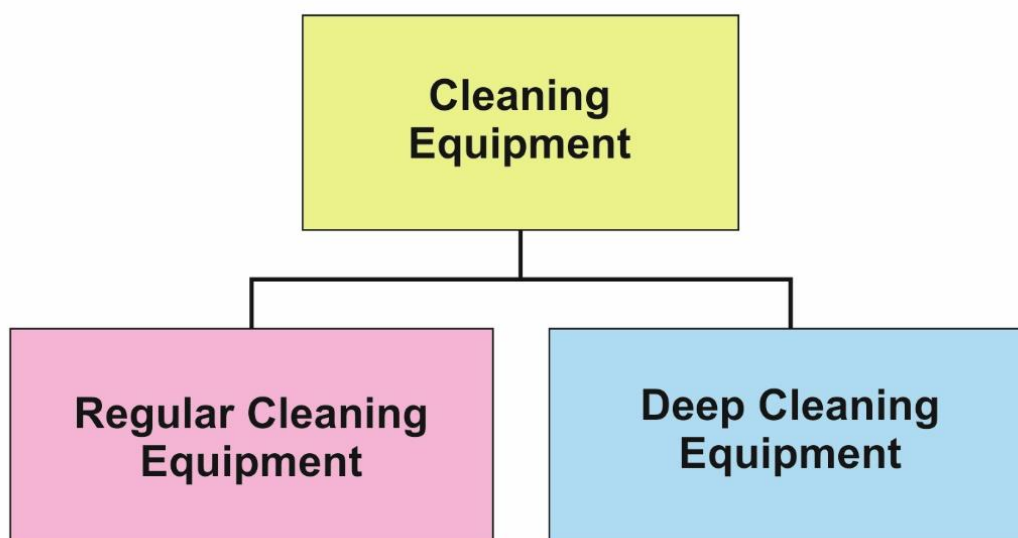 Cleaning
Equipment
Regular Cleaning
Equipment
Deep Cleaning
Equipment